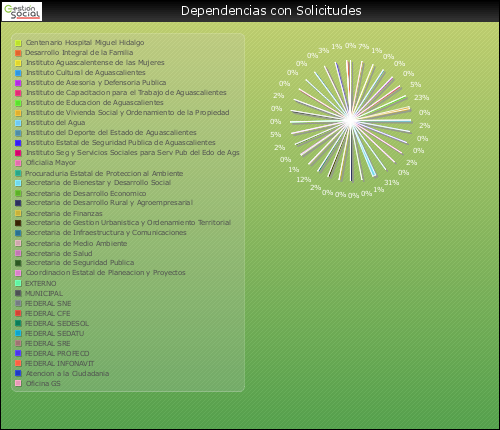 Gestión
Social
Dependencias con Solicitudes
Centenario Hospital Miguel Hidalgo
Desarrollo Integral de la Familia
Instituto Aguascalentense de las Mujeres
Instituto Cultural de Aguascalientes
Instituto de Asesoria y Defensoria Publica
Instituto de Capacitacion para el Trabajo de Aguascalientes
Instituto de Educacion de Aguascalientes
Instituto de Vivienda Social y Ordenamiento de la Propiedad
Instituto del Agua
Instituto del Deporte del Estado de Aguascalientes
Instituto Estatal de Seguridad Publica de Aguascalientes
Instituto Seg y Servicios Sociales para Serv Pub del Edo de Ags
Oficialia Mayor
Procuraduria Estatal de Proteccion al Ambiente
Secretaria de Bienestar y Desarrollo Social
Secretaria de Desarrollo Economico
Secretaria de Desarrollo Rural y Agroempresarial
Secretaria de Finanzas
Secretaria de Gestion Urbanistica y Ordenamiento Territorial
Secretaria de Infraestructura y Comunicaciones
Secretaria de Medio Ambiente
Secretaria de Salud
Secretaria de Seguridad Publica
Coordinacion Estatal de Planeacion y Proyectos
EXTERNO
MUNICIPAL
FEDERAL SNE
FEDERAL CFE
FEDERAL SEDESOL
FEDERAL SEDATU
FEDERAL SRE
FEDERAL PROFECO
FEDERAL INFONAVIT
Atencion a la Ciudadania
Oficina GS
0%
7%
1%
0%
0%
0%
5%
23%
0%
2%
0%
0%
2%
0%
31%
1%
0%
0%
0%
2%
12%
1%
0%
2%
5%
0%
0%
2%
0%
0%
0%
3%
1%